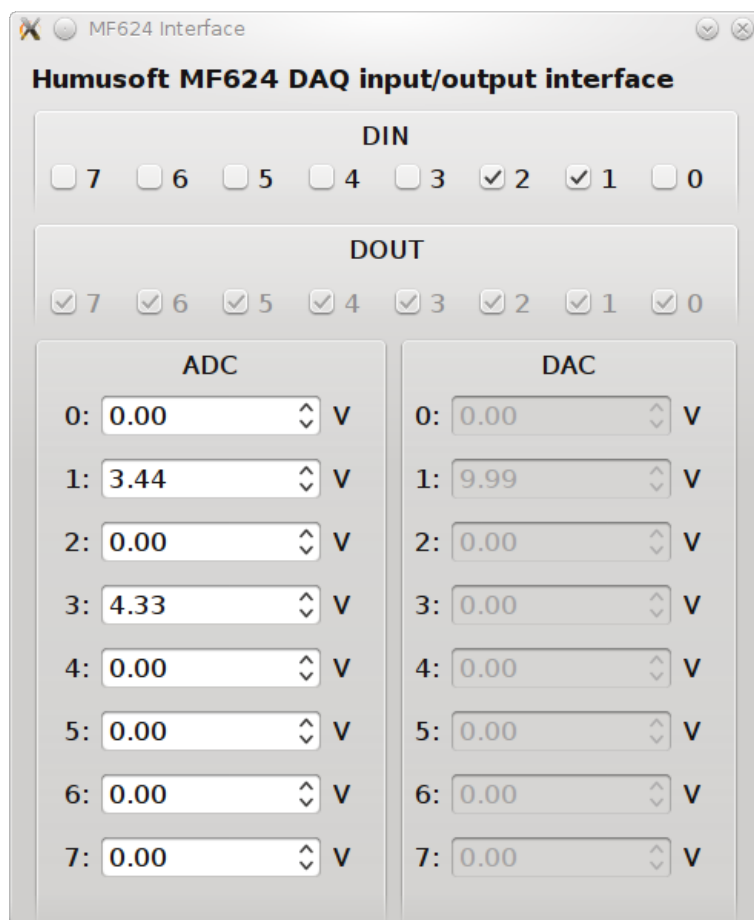 MF624 Interface
Humusoft MF624 DAQ input/output interface
DIN
7 6 5 4 3 2 1 0
DOUT
7 6 5 4 3 2 1 0
ADC
0: 0.00 V
1: 3.44 V
2: 0.00 V
3: 4.33 V
4: 0.00 V
5: 0.00 V
6: 0.00 V
7: 0.00 V
DAC
0: 0.00 V
1: 9.99 V
2: 0.00 V
3: 0.00 V
4: 0.00 V
5: 0.00 V
6: 0.00 V
7: 0.00 V